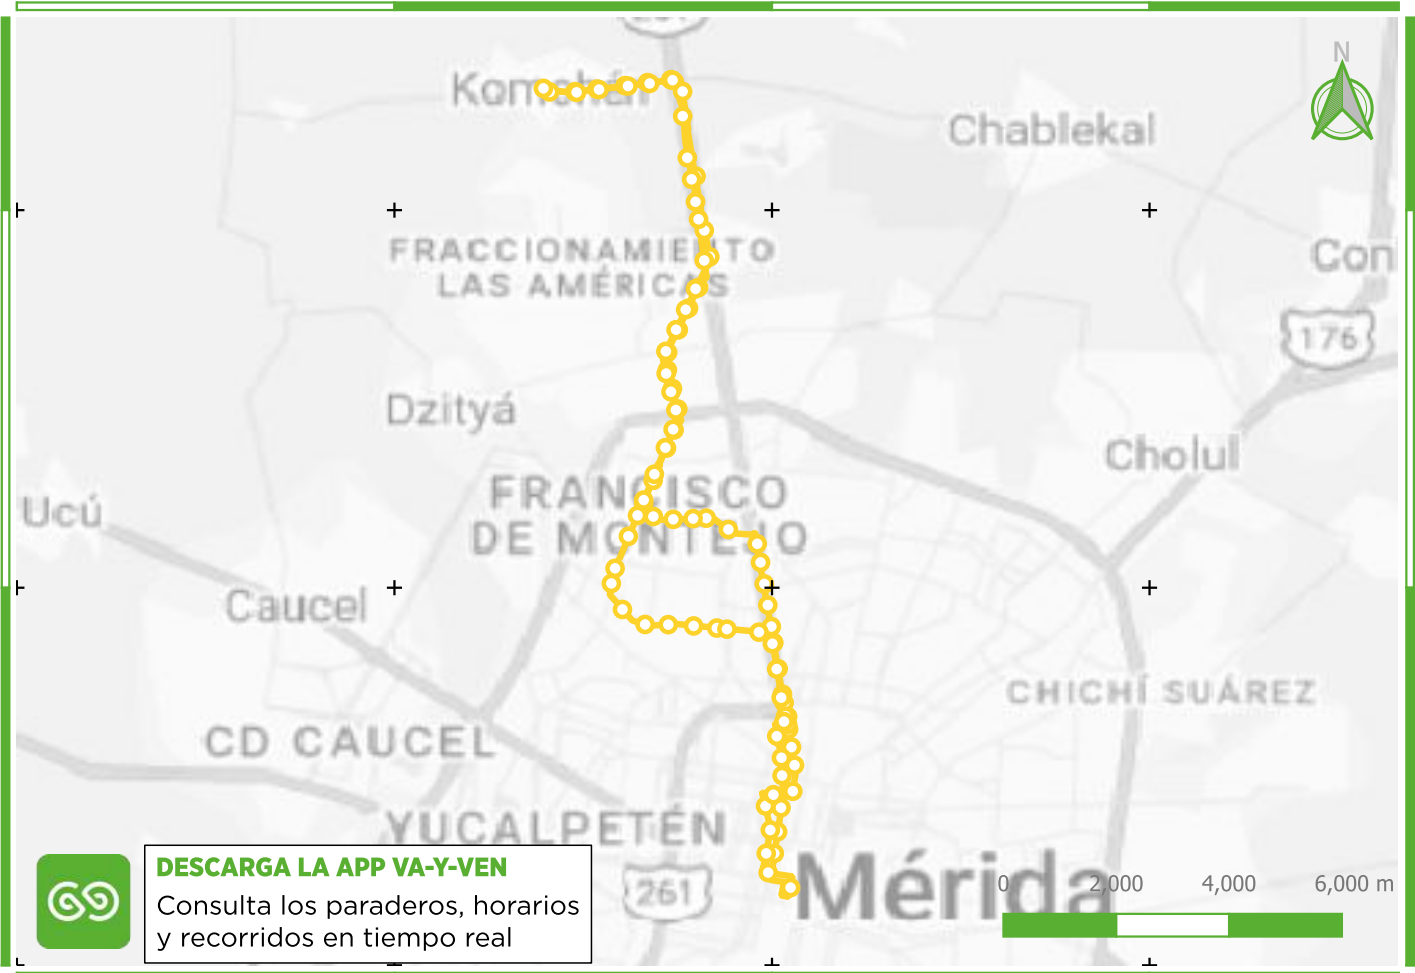 N
Komchén
Chablekal
FRACCIONAMIENTO
LAS AMÉRICAS
Con
176
Dzityá
Cholul
FRANCISCO
DE MONTEJO
Ucú
Caucel
CHICHÍ SUÁREZ
CD CAUCEL
YUCALPETÉN
261
Mérida
0 2,000 4,000 6,000 m
DESCARGA LA APP VA-Y-VEN
Consulta los paraderos, horarios
y recorridos en tiempo real